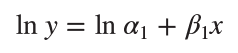 ln y = ln α₁ + β₁x